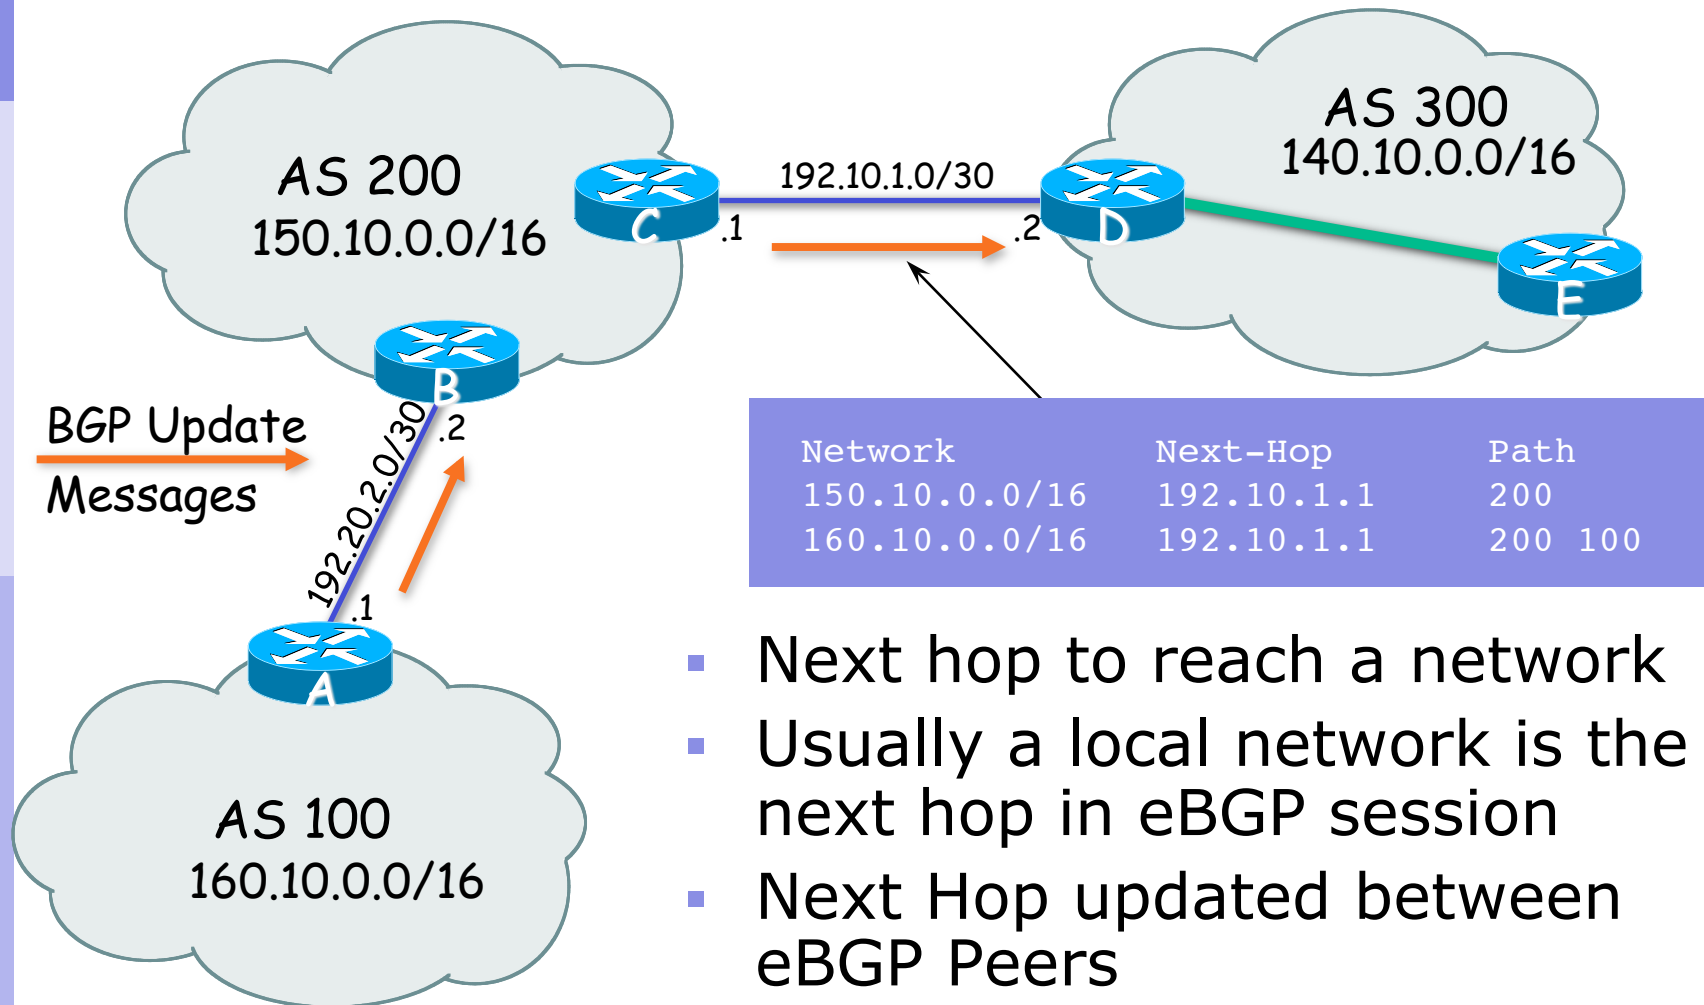 AS 200
150.10.0.0/16
C
.1
192.10.1.0/30
.2
D
AS 300
140.10.0.0/16
E
B
.2
BGP Update
Messages
192.20.2.0/30
.1
A
AS 100
160.10.0.0/16
Network Next-Hop Path
150.10.0.0/16 192.10.1.1 200
160.10.0.0/16 192.10.1.1 200 100
Next hop to reach a network
Usually a local network is the
next hop in eBGP session
Next Hop updated between
eBGP Peers